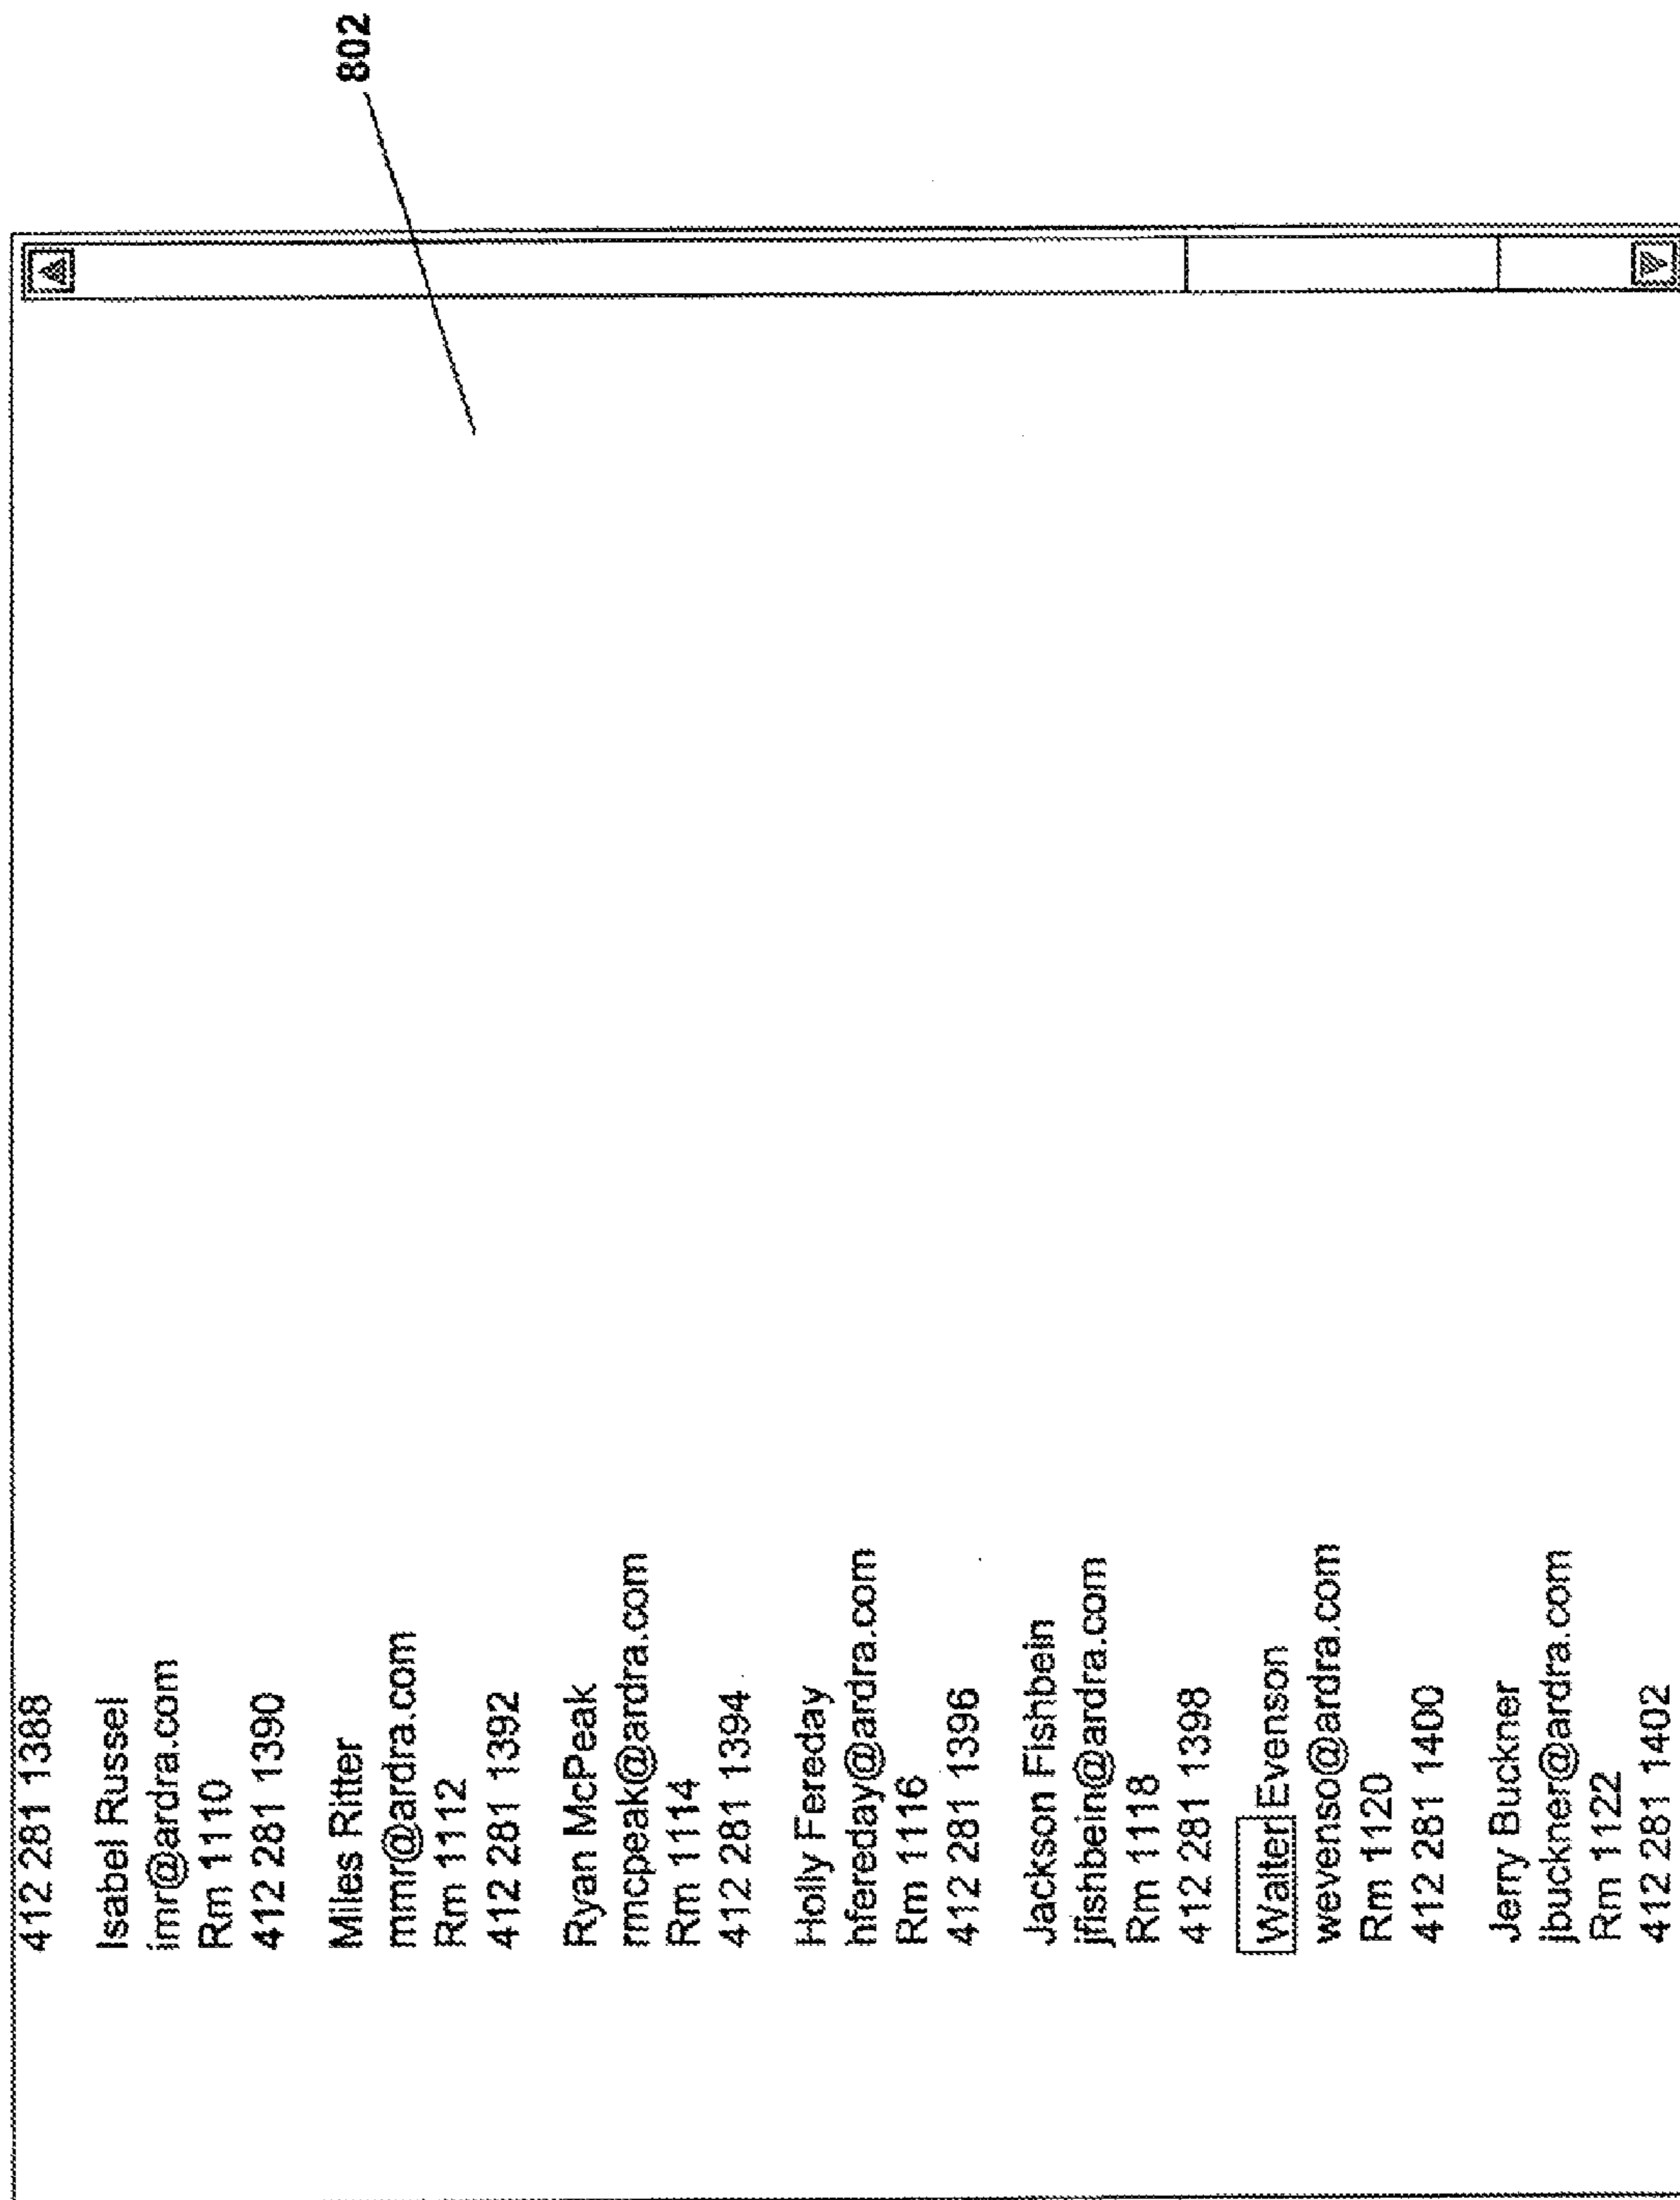 802
412 281 1388
Isabel Russel
imr@ardra.com
Rm 1110
412 281 1390
Miles Ritter
mmr@ardra.com
Rm 1112
412 281 1392
Ryan McPeak
rmcpeak@ardra.com
Rm 1114
412 281 1394
Holly Fereday
hfereday@ardra.com
Rm 1116
412 281 1396
Jackson Fishbein
jfishbein@ardra.com
Rm 1118
412 281 1398
Walter Evenson
wevenso@ardra.com
Rm 1120
412 281 1400
Jerry Buckner
jbuckner@ardra.com
Rm 1122
412 281 1402